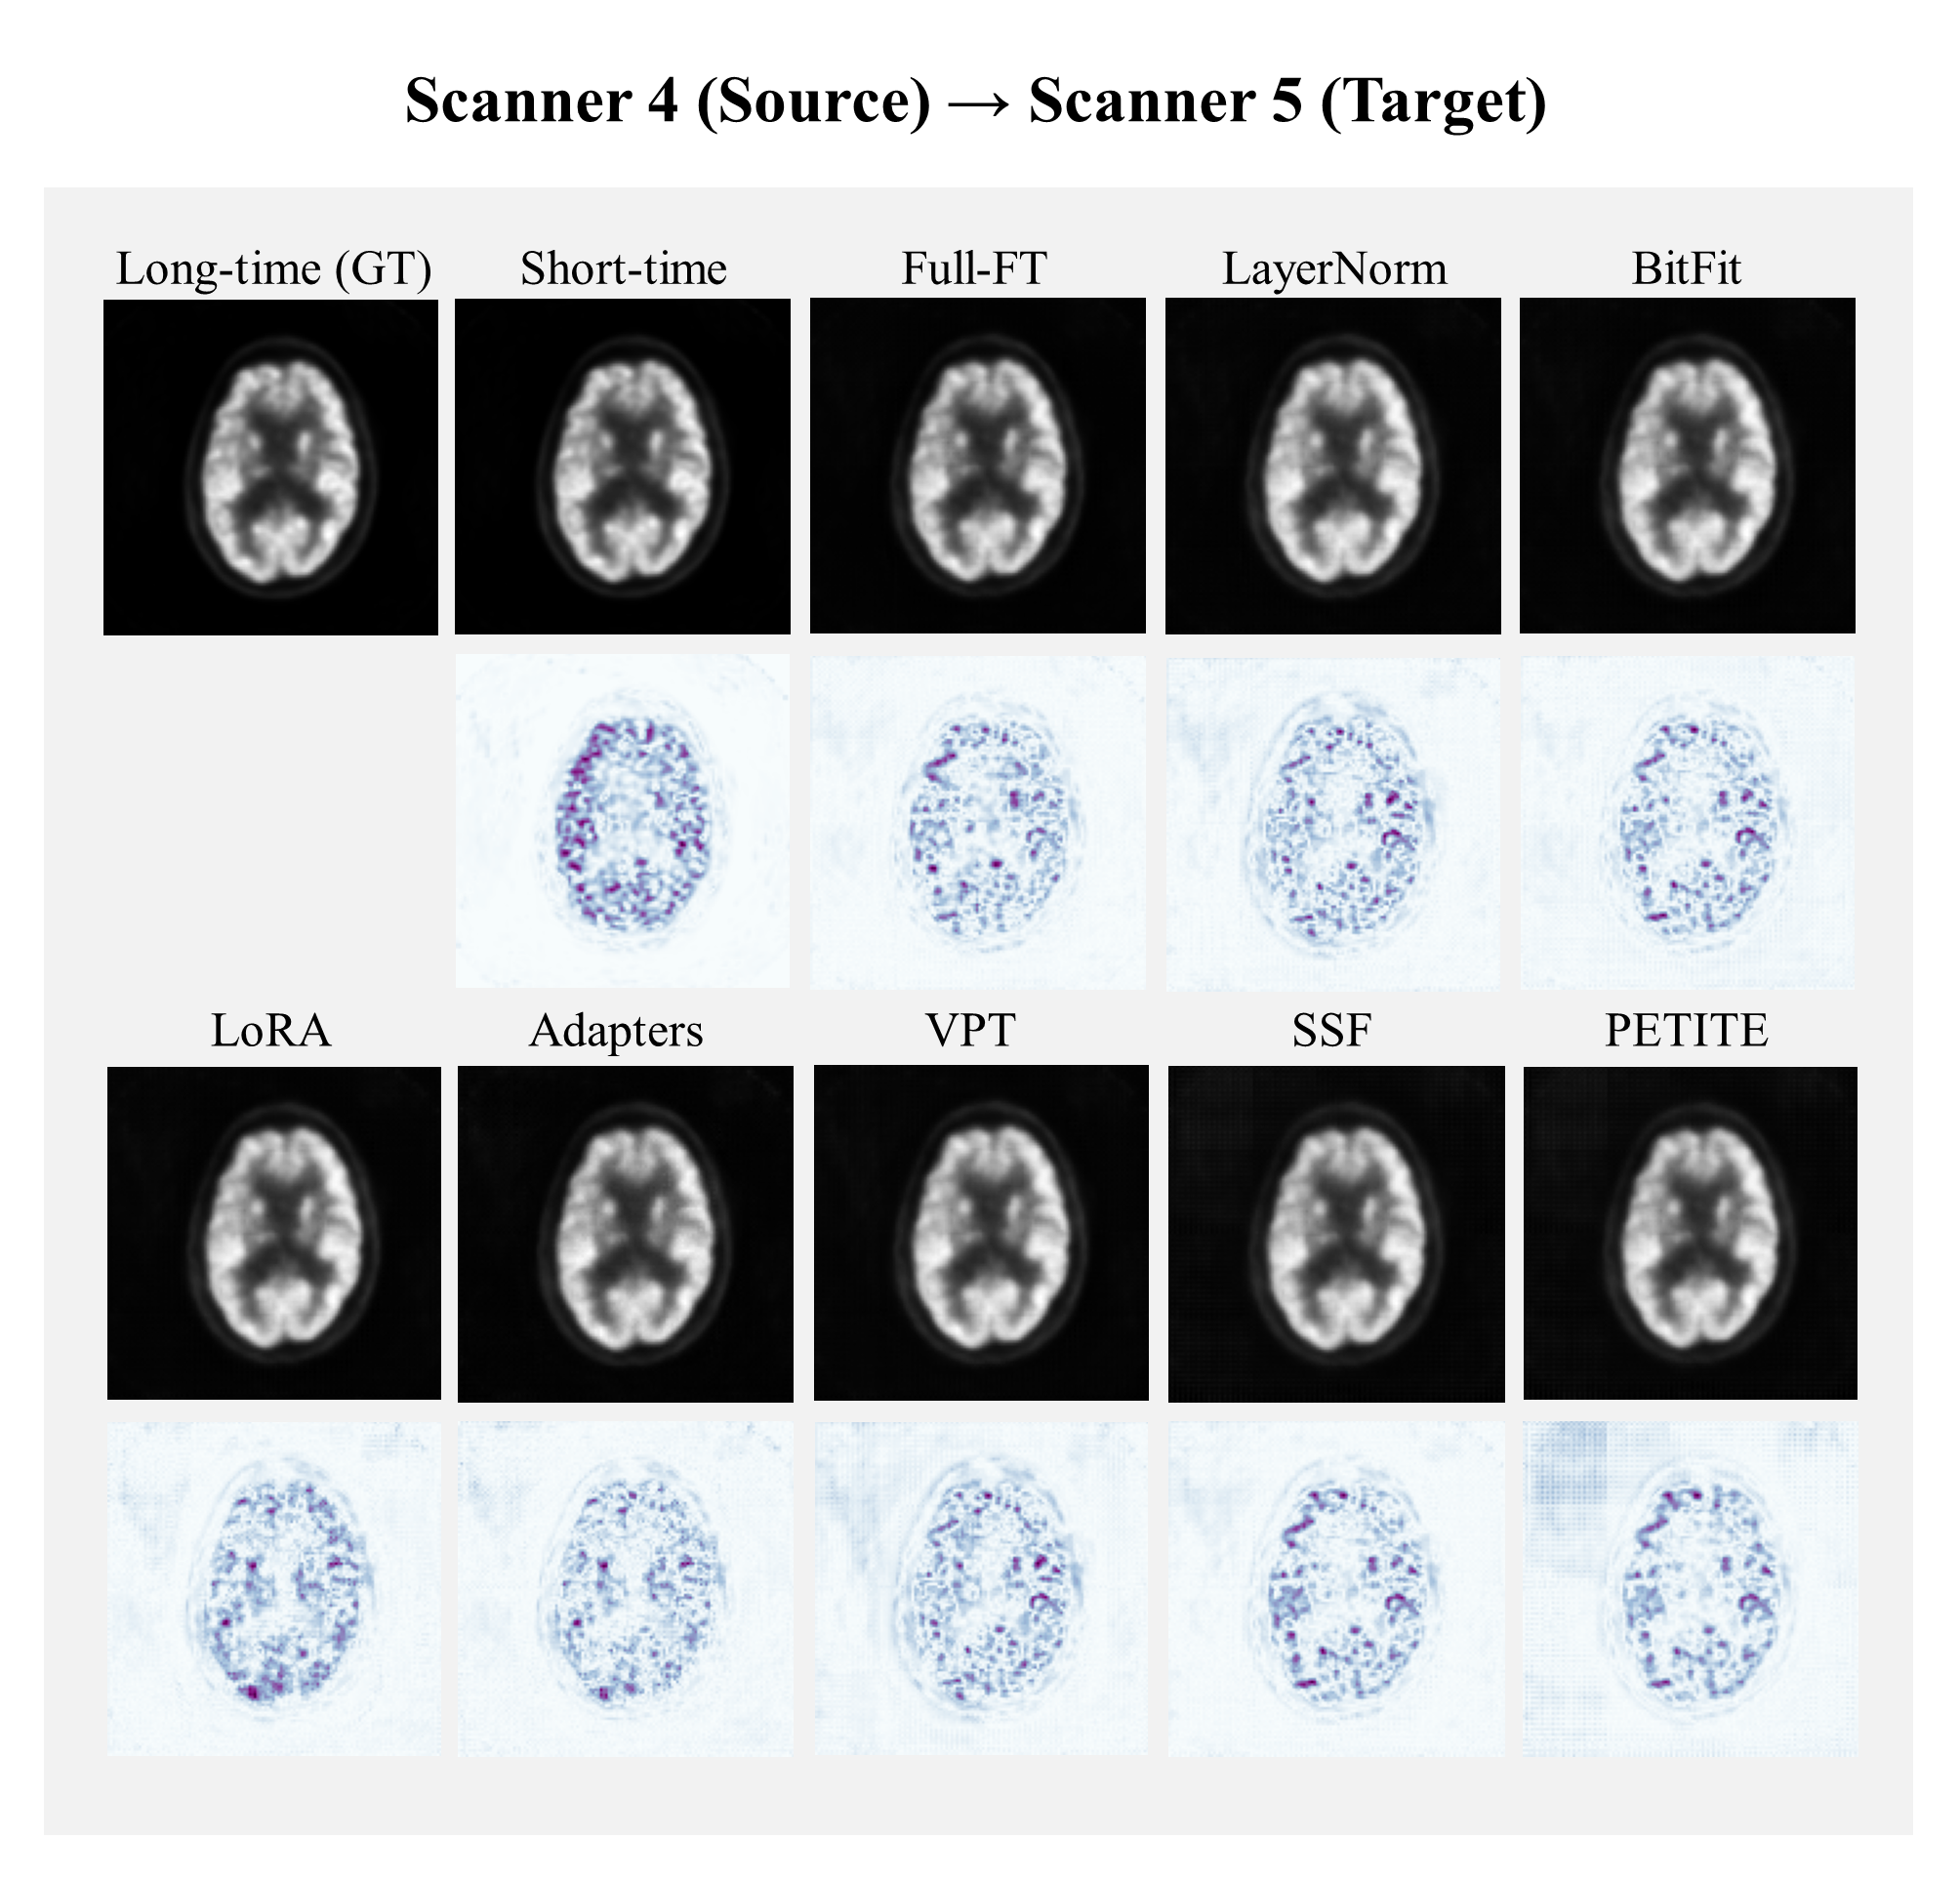 Scanner 4 (Source) → Scanner 5 (Target)
Long-time (GT) Short-time Full-FT LayerNorm BitFit
LoRA Adapters VPT SSF PETITE